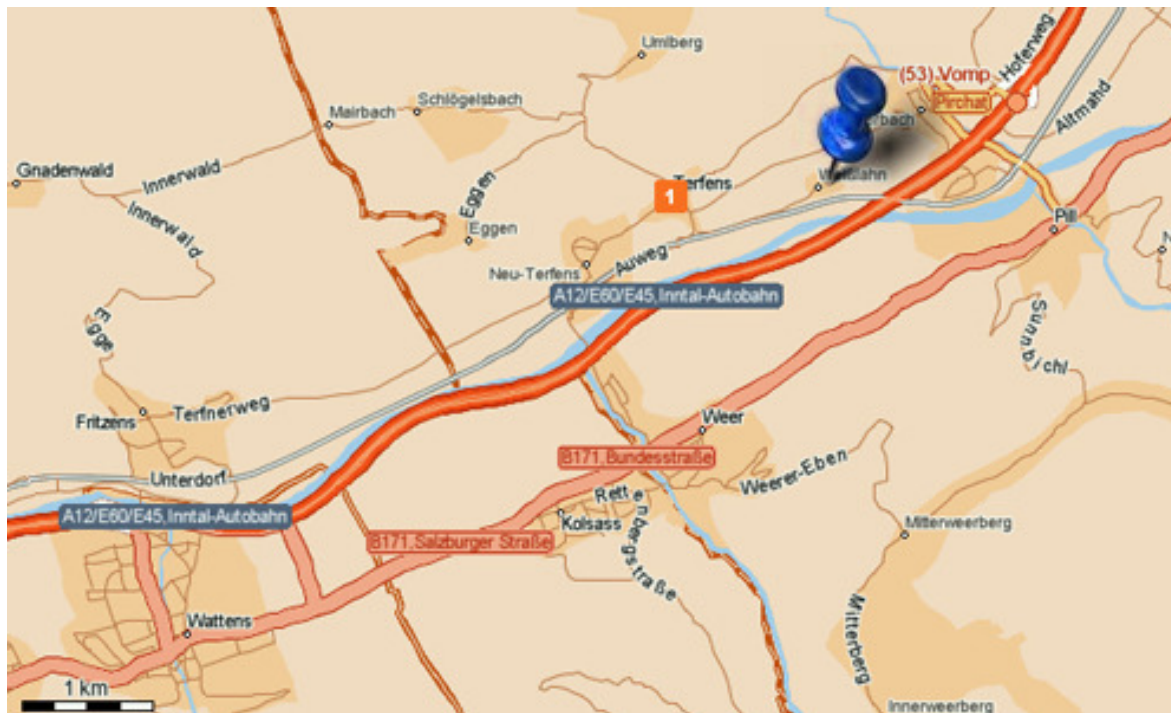 Umlberg
(53) Vomp
Hoferweg
Pirchat
Schlögelsbach
Mairbach
Altmahd
Gnadenwald
Innerwald
Terfens
1
Innerwald
Eggen
Eggen
Pill
Auweg
Neu-Terfens
A12/E60/E45,Inntal-Autobahn
Egge
Sunnbichl
Fritzens
Terfnerweg
Weer
B171,Bundesstraße
Unterdorf
Weerer-Eben
Rettenbergstraße
A12/E60/E45,Inntal-Autobahn
Kolsass
Mitterweerberg
B171,Salzburger Straße
Wattens
Mitterberg
1 km
Innerweerberg